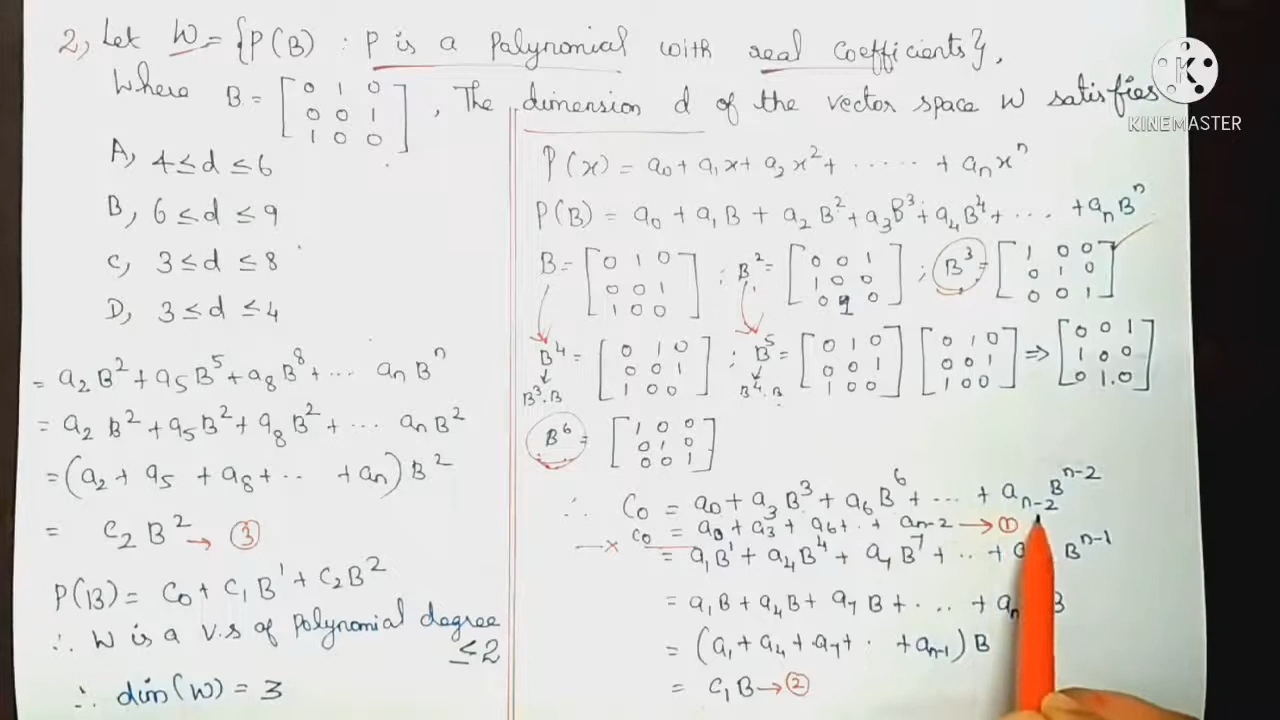 2, Let W = {P(B) : P is a polynomial with real coefficients},
Where B = [0 1 0
0 0 1
1 0 0], The dimension d of the vector space W satisfies
KINEMASTER
A, 4 ≤ d ≤ 6
B, 6 ≤ d ≤ 9
C, 3 ≤ d ≤ 8
D, 3 ≤ d ≤ 4
= a₂B² + a₅B⁵ + a₈B⁸ + ... aₙBⁿ
= a₂ B² + a₅B² + a₈B² + ... aₙB²
= (a₂ + a₅ + a₈ + ... + aₙ) B²
= C₂ B² → ③
P(B) = C₀ + C₁B¹ + C₂B²
∴ W is a v.s of polynomial degree
≤ 2
∴ dim(W) = 3
P(x) = a₀ + a₁x + a₂x² + ...... + aₙxⁿ
P(B) = a₀ + a₁B + a₂B² + a₃B³ + a₄B⁴ + ... + aₙBⁿ
B = [0 1 0
0 0 1
1 0 0] ; B² = [0 0 1
1 0 0
0 1 0] ; B³ = [1 0 0
0 1 0
0 0 1]
B⁴ = [0 1 0
0 0 1
1 0 0] ; B⁵ = [0 1 0
0 0 1
1 0 0] [0 1 0
0 0 1
1 0 0] ⇒ [0 0 1
1 0 0
0 1.0]
B³.B
B⁴.B
B⁶ = [1 0 0
0 1 0
0 0 1]
∴ C₀ = a₀ + a₃B³ + a₆B⁶ + ... + aₙ₋₂Bⁿ⁻²
C₀ = a₀ + a₃ + a₆ + .. + aₙ₋₂ → ①
—x = a₁B¹ + a₄B⁴ + a₇B⁷ + .. + a Bⁿ⁻¹
= a₁B + a₄B + a₇B + .... + aₙ B
= (a₁ + a₄ + a₇ + . + aₙ₋₁) B
= C₁B → ②